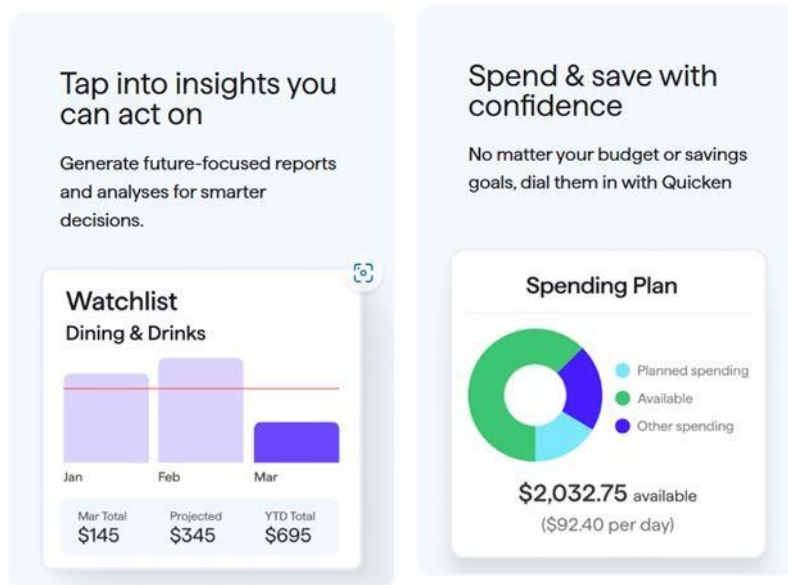 Tap into insights you
can act on
Generate future-focused reports
and analyses for smarter
decisions.
Watchlist
Dining & Drinks
Jan
Feb
Mar
Mar Total
Projected
YTD Total
$145
$345
$695
Spend & save with
confidence
No matter your budget or savings
goals, dial them in with Quicken
Spending Plan
Planned spending
Available
Other spending
$2,032.75 available
($92.40 per day)